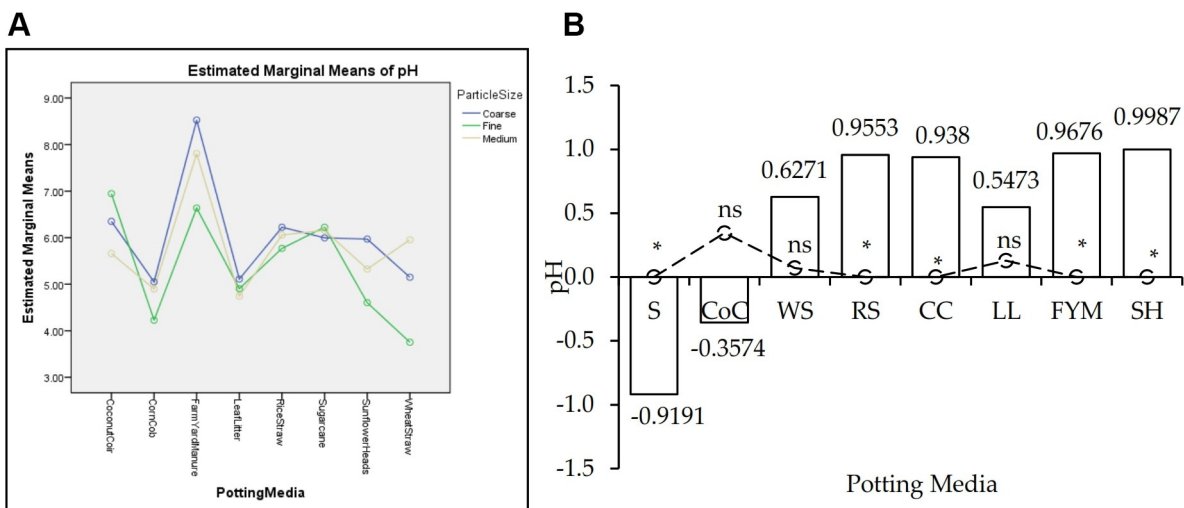 A
B
Estimated Marginal Means of pH
Estimated Marginal Means
9.00
8.00
7.00
6.00
5.00
4.00
3.00
ParticleSize
Coarse
Fine
Medium
CoconutCoir
CornCob
FarmYardManure
LeafLitter
RiceStraw
Sugarcane
SunflowerHeads
WheatStraw
PottingMedia
pH
1.5
1.0
0.5
0.0
-0.5
-1.0
-1.5
0.6271
0.9553
0.938
0.5473
0.9676
0.9987
* ns ns * * ns * *
S CoC WS RS CC LL FYM SH
-0.3574
-0.9191
Potting Media